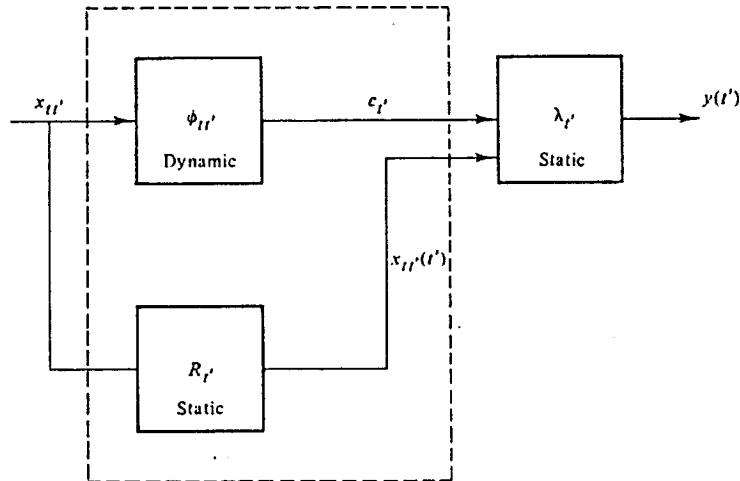 x_{tt'}
ϕ_{tt'}
Dynamic
c_{t'}
λ_{t'}
Static
y(t')
x_{tt'}(t')
R_{t'}
Static